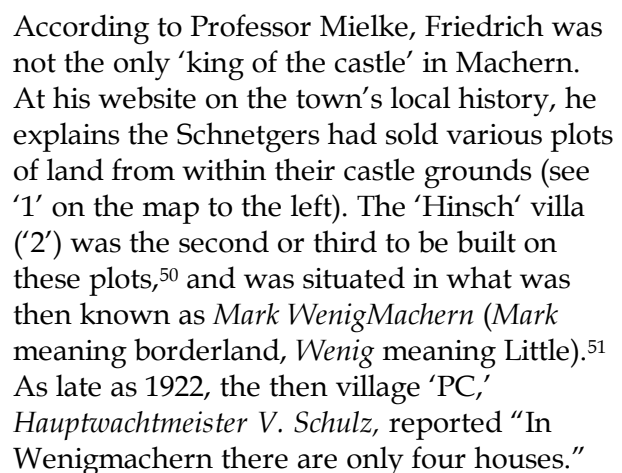 According to Professor Mielke, Friedrich was
not the only ‘king of the castle’ in Machern.
At his website on the town’s local history, he
explains the Schnetgers had sold various plots
of land from within their castle grounds (see
‘1’ on the map to the left). The ‘Hinsch‘ villa
(‘2’) was the second or third to be built on
these plots,⁵⁰ and was situated in what was
then known as Mark WenigMachern (Mark
meaning borderland, Wenig meaning Little).⁵¹
As late as 1922, the then village ‘PC,’
Hauptwachtmeister V. Schulz, reported “In
Wenigmachern there are only four houses.”